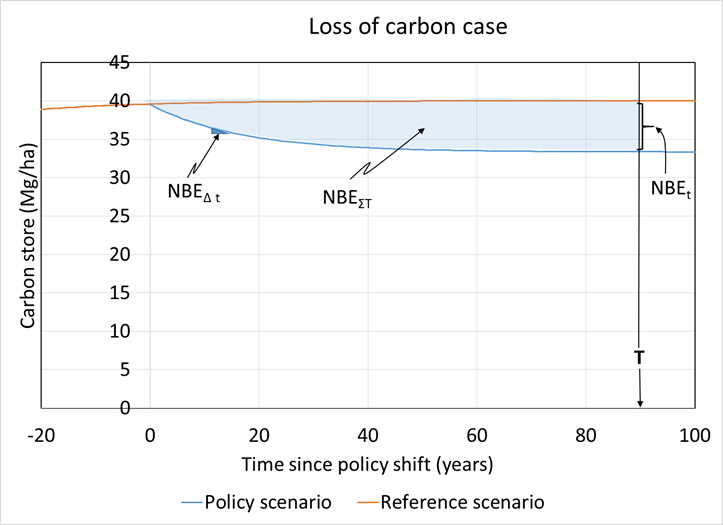 Loss of carbon case
Carbon store (Mg/ha)
45
40
35
30
25
20
15
10
5
0
NBEΔ t
NBEΣT
NBEt
T
-20 0 20 40 60 80 100
Time since policy shift (years)
Policy scenario Reference scenario